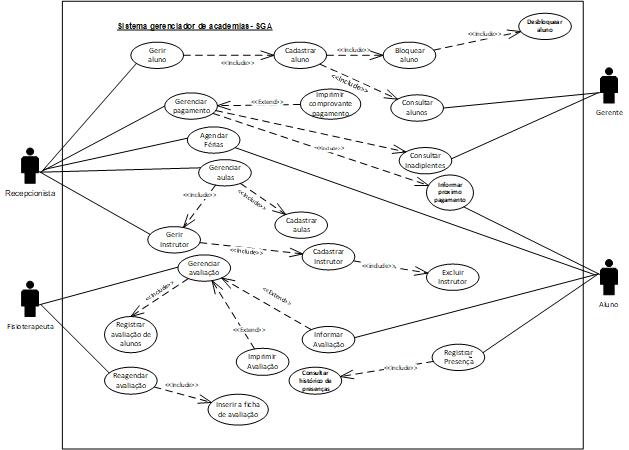 Sistema gerenciador de academias- SGA
Desbloquear
aluno
Gerir
aluno
<<Include>>
Cadastrar
aluno
<<Include>>
Bloquear
aluno
<<Include>>
<<Include>>
Gerenciar
pagamento
<<Extend>>
Imprimir
comprovante
pagamento
Consultar
alunos
Gerente
Agendar
Férias
<<Include>>
Consultar
Inadiplentes
Recepcionista
Gerenciar
aulas
Informar
proximo
pagamento
<<Include>>
<<Include>>
Cadastrar
aulas
Gerir
Instrutor
<<Include>>
Cadastrar
Instrutor
<<Include>>
Excluir
Instrutor
Gerenciar
avaliação
Aluno
Fisioterapeuta
<<Include>>
<<Extend>>
<<Extend>>
Registrar
avaliação de
alunos
Informar
Avaliação
Imprimir
Avaliação
Registrar
Presença
<<Include>>
Consultar
histórico de
presenças
Reagendar
avaliação
<<Include>>
Inserir a ficha
de avaliação